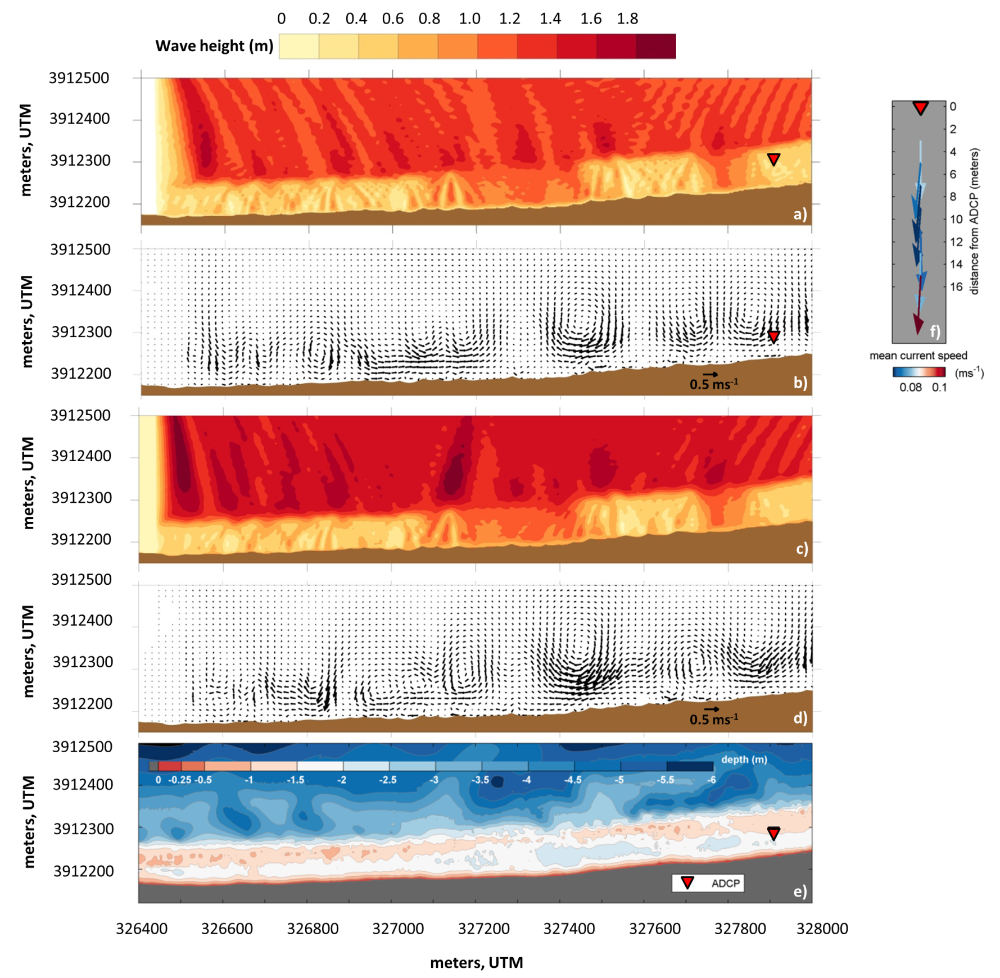 0 0.2 0.4 0.6 0.8 1.0 1.2 1.4 1.6 1.8
Wave height (m)
3912500
3912400
3912300
3912200
meters, UTM
a)
3912500
3912400
3912300
3912200
meters, UTM
0.5 ms-1
b)
3912500
3912400
3912300
3912200
meters, UTM
c)
3912500
3912400
3912300
3912200
meters, UTM
0.5 ms-1
d)
3912500
3912400
3912300
3912200
meters, UTM
depth (m)
0 -0.25 -0.5 -1 -1.5 -2 -2.5 -3 -3.5 -4 -4.5 -5 -5.5 -6
ADCP
e)
326400 326600 326800 327000 327200 327400 327600 327800 328000
meters, UTM
0
2
4
6
8
10
12
14
16
distance from ADCP (meters)
f)
mean current speed
(ms-1)
0.08 0.1